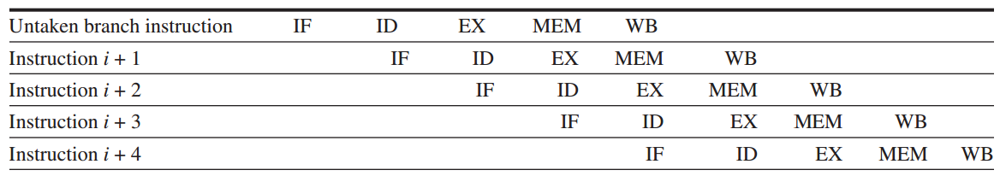 Untaken branch instruction IF ID EX MEM WB
Instruction i + 1 IF ID EX MEM WB
Instruction i + 2 IF ID EX MEM WB
Instruction i + 3 IF ID EX MEM WB
Instruction i + 4 IF ID EX MEM WB